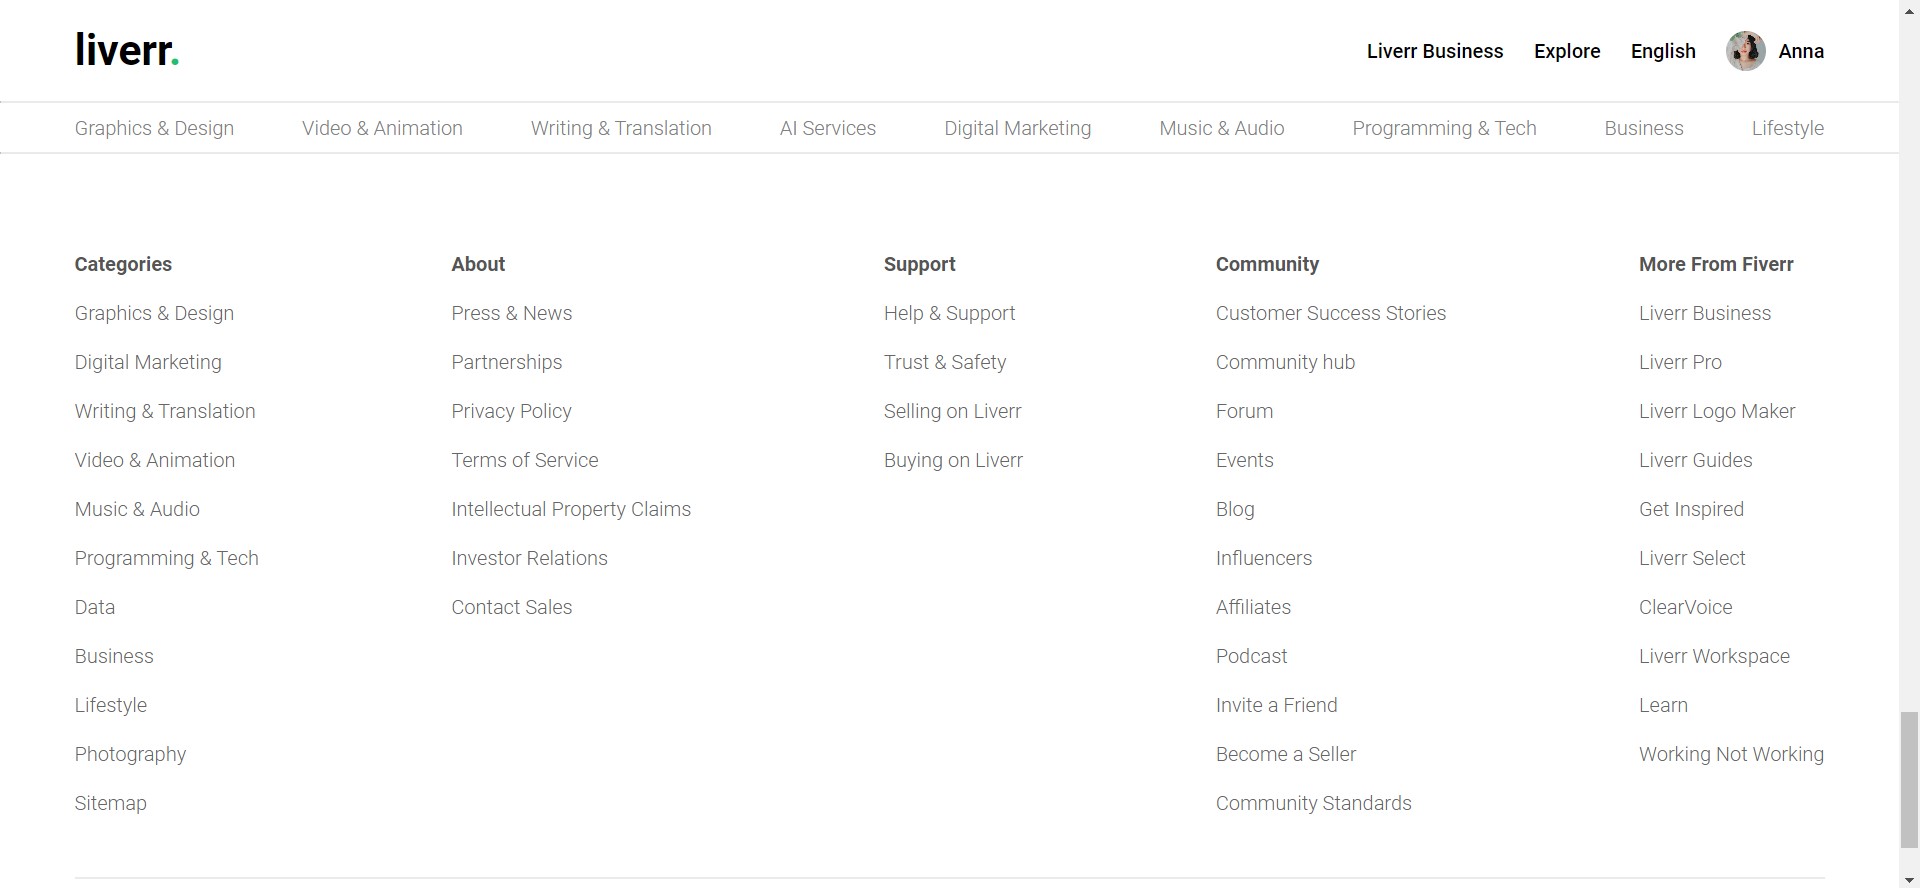 liverr.
Liverr Business Explore English Anna
Graphics & Design Video & Animation Writing & Translation AI Services Digital Marketing Music & Audio Programming & Tech Business Lifestyle
Categories
Graphics & Design
Digital Marketing
Writing & Translation
Video & Animation
Music & Audio
Programming & Tech
Data
Business
Lifestyle
Photography
Sitemap
About
Press & News
Partnerships
Privacy Policy
Terms of Service
Intellectual Property Claims
Investor Relations
Contact Sales
Support
Help & Support
Trust & Safety
Selling on Liverr
Buying on Liverr
Community
Customer Success Stories
Community hub
Forum
Events
Blog
Influencers
Affiliates
Podcast
Invite a Friend
Become a Seller
Community Standards
More From Fiverr
Liverr Business
Liverr Pro
Liverr Logo Maker
Liverr Guides
Get Inspired
Liverr Select
ClearVoice
Liverr Workspace
Learn
Working Not Working